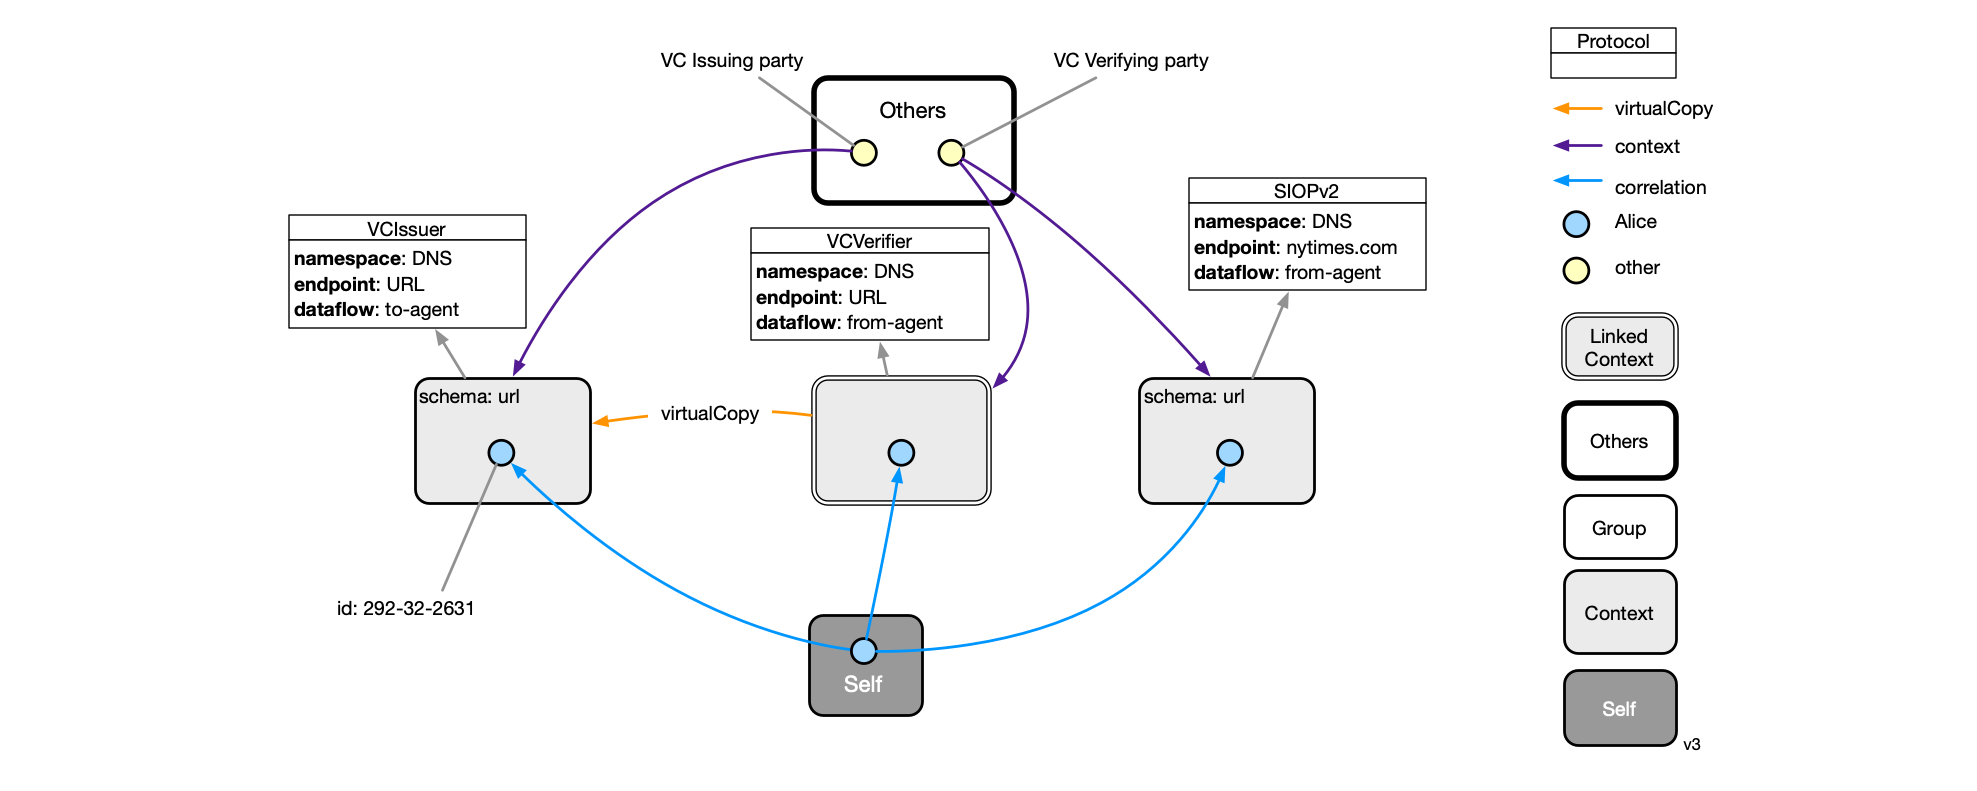 VC Issuing party
VC Verifying party
Others
VCIssuer
namespace: DNS
endpoint: URL
dataflow: to-agent
VCVerifier
namespace: DNS
endpoint: URL
dataflow: from-agent
SIOPv2
namespace: DNS
endpoint: nytimes.com
dataflow: from-agent
schema: url
virtualCopy
schema: url
id: 292-32-2631
Self
Protocol
virtualCopy
context
correlation
Alice
other
Linked
Context
Others
Group
Context
Self
v3